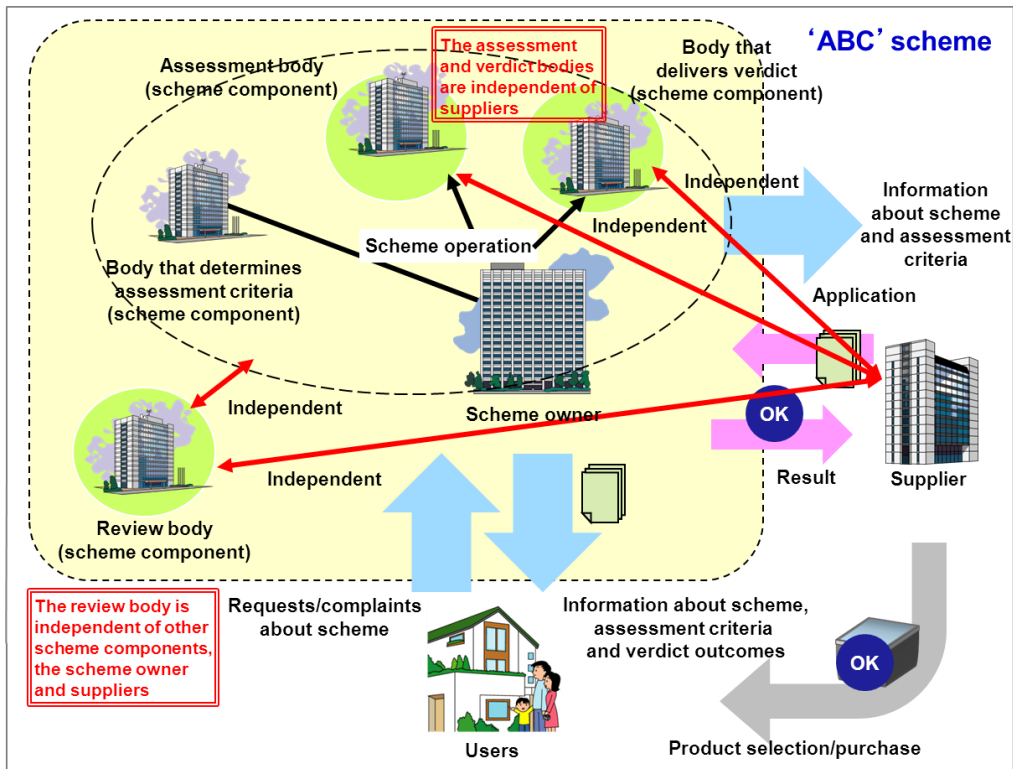 ‘ABC’ scheme
Assessment body
(scheme component)
The assessment
and verdict bodies
are independent of
suppliers
Body that
delivers verdict
(scheme component)
Independent
Independent
Information
about scheme
and assessment
criteria
Scheme operation
Body that determines
assessment criteria
(scheme component)
Application
Scheme owner
Independent
OK
Independent
Result
Supplier
Review body
(scheme component)
The review body is
independent of other
scheme components,
the scheme owner
and suppliers
Requests/complaints
about scheme
Information about scheme,
assessment criteria
and verdict outcomes
OK
Users
Product selection/purchase